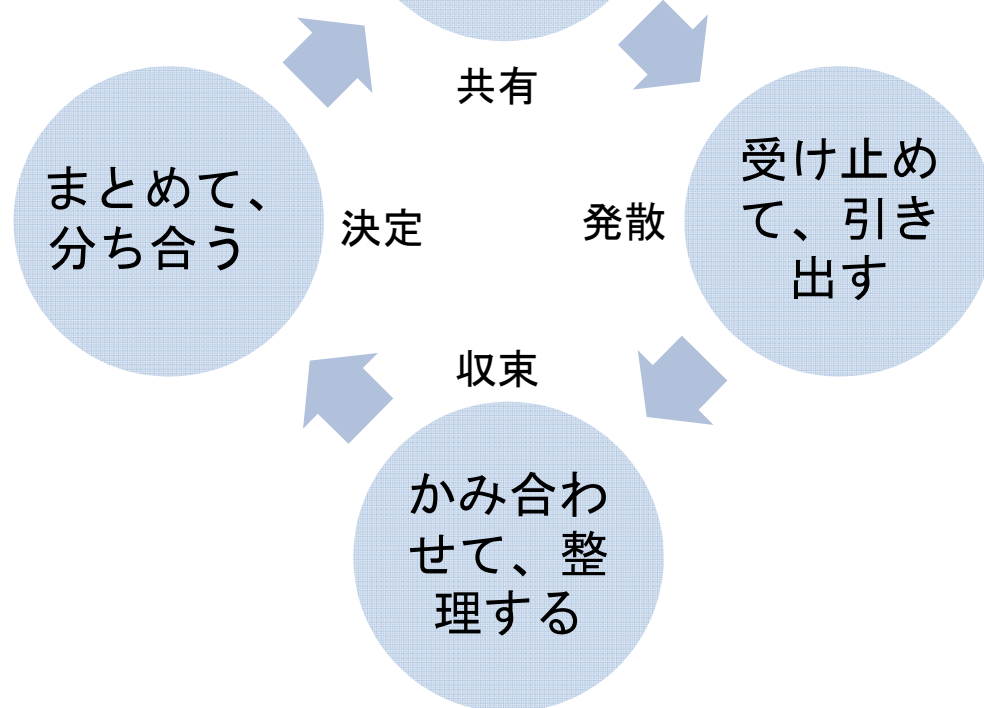 共有
受け止め
て、引き
出す
発散
かみ合わ
せて、整
理する
収束
まとめて、
分ち合う
決定